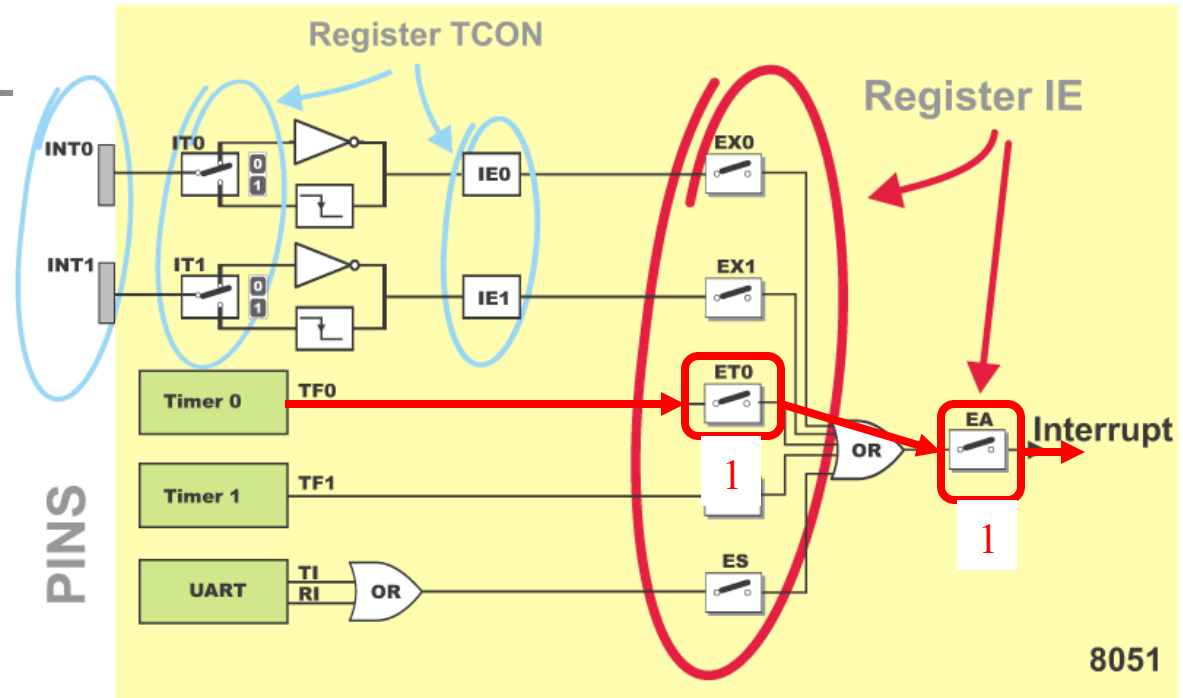 Register TCON
Register IE
INT0
IT0
0
1
IE0
EX0
INT1
IT1
0
1
IE1
EX1
Timer 0
TF0
ET0
1
OR
EA
1
Interrupt
Timer 1
TF1
UART
TI
RI
OR
ES
PINS
8051